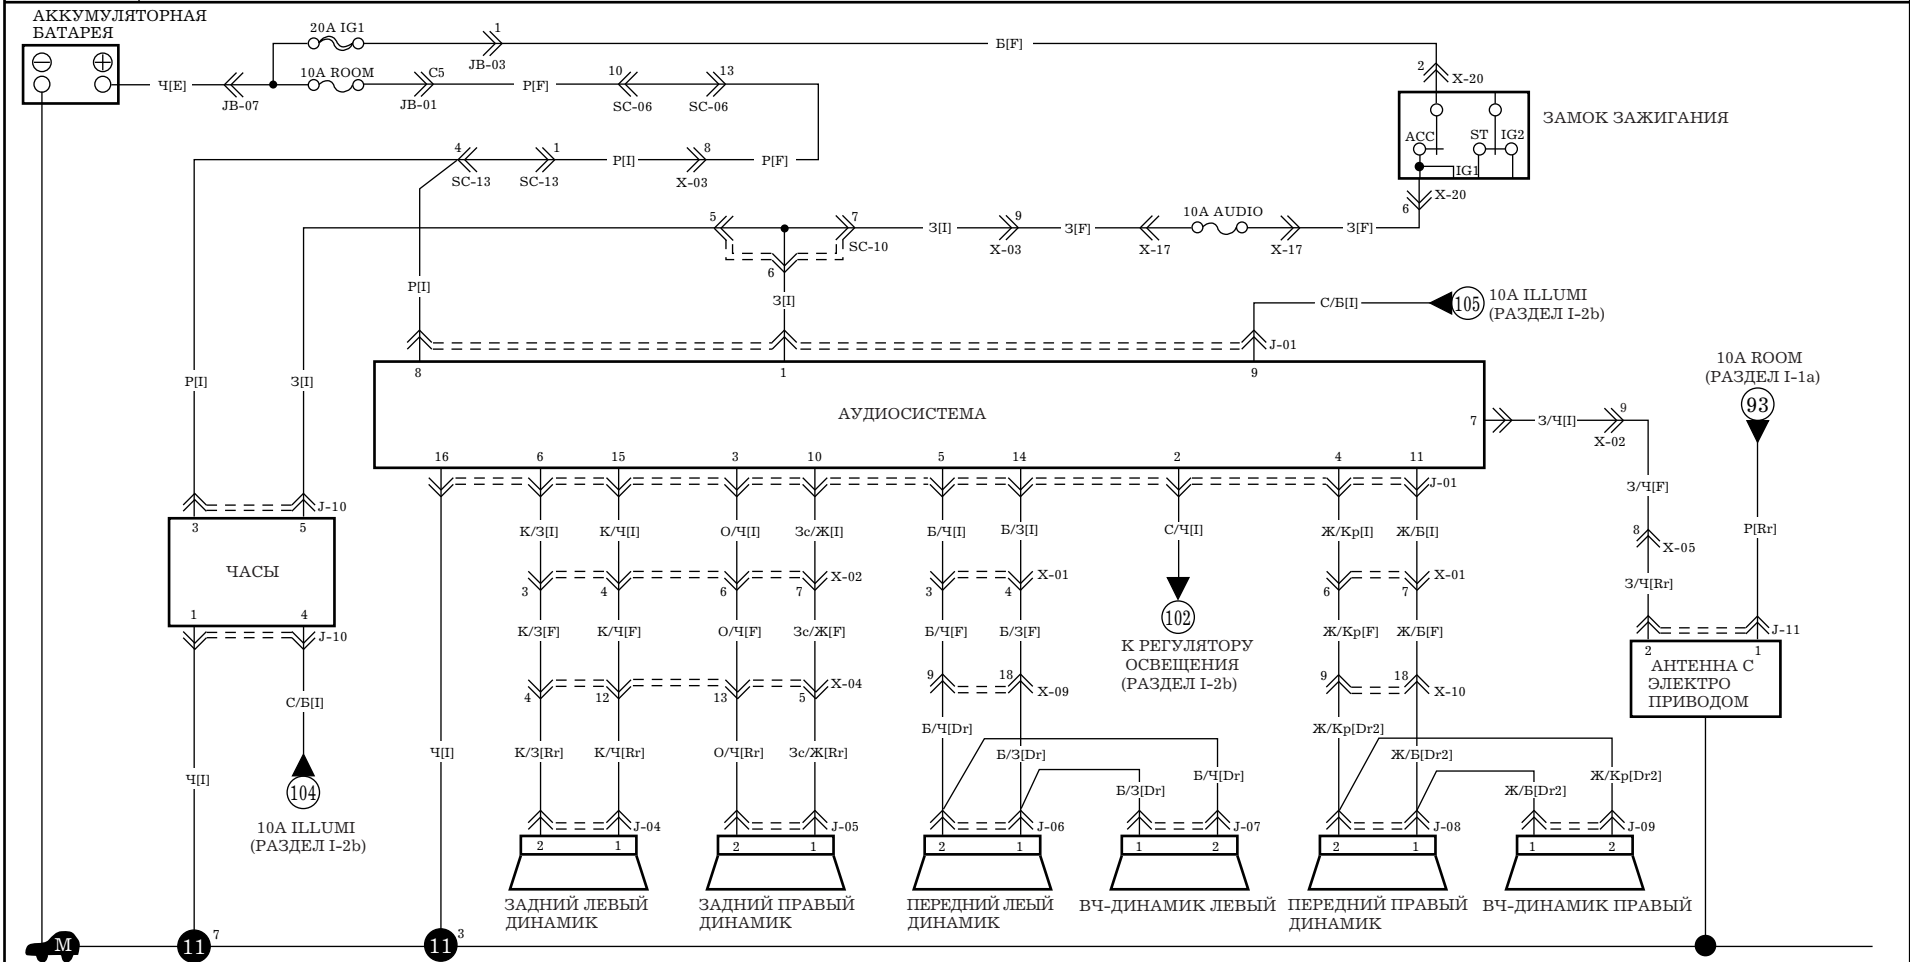 АККУМУЛЯТОРНАЯ
БАТАРЕЯ
20A IG1
1
JB-03
Б[F]
Ч[E]
JB-07
10A ROOM
C5
JB-01
P[F]
10
SC-06
13
SC-06
2
X-20
ЗАМОК ЗАЖИГАНИЯ
ACC
ST
IG2
IG1
X-20
6
4
SC-13
1
SC-13
P[I]
8
X-03
P[F]
5
7
SC-10
6
З[I]
9
X-03
З[F]
X-17
10A AUDIO
X-17
З[F]
P[I]
З[I]
С/Б[I]
105
10A ILLUMI
(РАЗДЕЛ I-2b)
J-01
8
1
9
АУДИОСИСТЕМА
7
З/Ч[I]
9
X-02
10A ROOM
(РАЗДЕЛ I-1a)
93
P[I]
З[I]
16
6
15
3
10
5
14
2
4
11
J-01
З/Ч[F]
8
X-05
P[Rr]
З/Ч[Rr]
J-11
2
1
АНТЕННА С
ЭЛЕКТРО
ПРИВОДОМ
J-10
3
5
ЧАСЫ
1
4
J-10
К/З[I]
К/Ч[I]
О/Ч[I]
Зс/Ж[I]
Б/Ч[I]
Б/З[I]
С/Ч[I]
Ж/Кр[I]
Ж/Б[I]
3
4
6
7
X-02
3
4
X-01
6
7
X-01
102
К РЕГУЛЯТОРУ
ОСВЕЩЕНИЯ
(РАЗДЕЛ I-2b)
К/З[F]
К/Ч[F]
О/Ч[F]
Зс/Ж[F]
Б/Ч[F]
Б/З[F]
Ж/Кр[F]
Ж/Б[F]
4
12
13
5
X-04
9
18
X-09
9
18
X-10
С/Б[I]
104
10A ILLUMI
(РАЗДЕЛ I-2b)
Ч[I]
Ч[I]
К/З[Rr]
К/Ч[Rr]
О/Ч[Rr]
Зс/Ж[Rr]
Б/Ч[Dr]
Б/З[Dr]
Б/З[Dr]
Б/Ч[Dr]
Ж/Кр[Dr2]
Ж/Б[Dr2]
Ж/Б[Dr2]
Ж/Кр[Dr2]
J-04
J-05
J-06
J-07
J-08
J-09
2
1
2
1
2
1
1
2
2
1
1
2
ЗАДНИЙ ЛЕВЫЙ
ДИНАМИК
ЗАДНИЙ ПРАВЫЙ
ДИНАМИК
ПЕРЕДНИЙ ЛЕЫЙ
ДИНАМИК
ВЧ-ДИНАМИК ЛЕВЫЙ
ПЕРЕДНИЙ ПРАВЫЙ
ДИНАМИК
ВЧ-ДИНАМИК ПРАВЫЙ
M
11
7
11
3